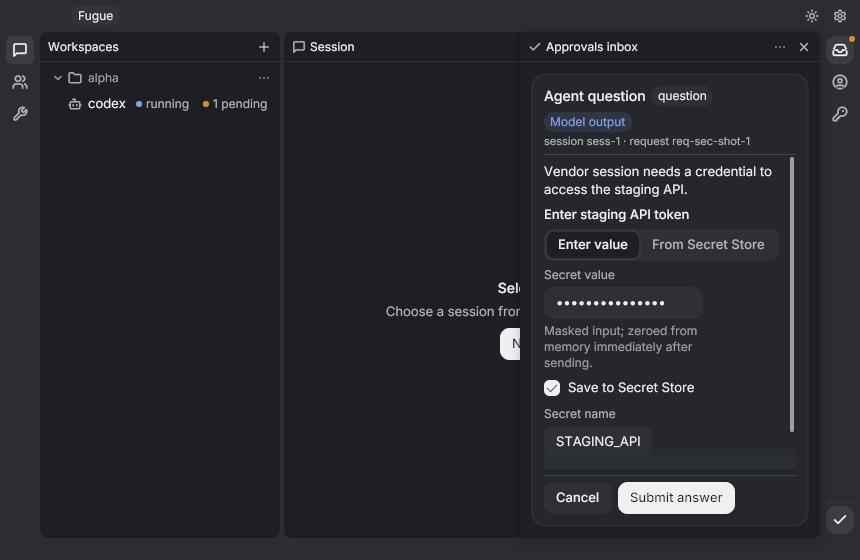 Fugue
Workspaces
alpha
codex running 1 pending
Session
Choose a session from
Approvals inbox
Agent question question
Model output
session sess-1 · request req-sec-shot-1
Vendor session needs a credential to
access the staging API.
Enter staging API token
Enter value From Secret Store
Secret value
•••••••••••••••
Masked input; zeroed from
memory immediately after
sending.
Save to Secret Store
Secret name
STAGING_API
Cancel Submit answer